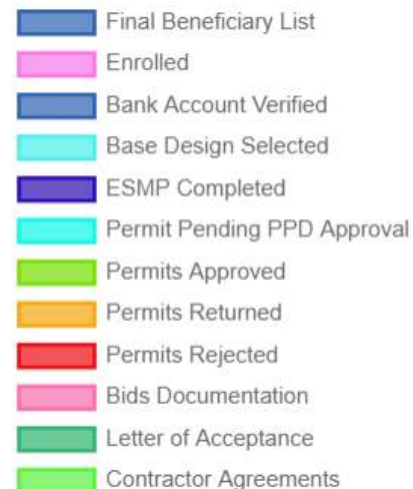 Final Beneficiary List
Enrolled
Bank Account Verified
Base Design Selected
ESMP Completed
Permit Pending PPD Approval
Permits Approved
Permits Returned
Permits Rejected
Bids Documentation
Letter of Acceptance
Contractor Agreements